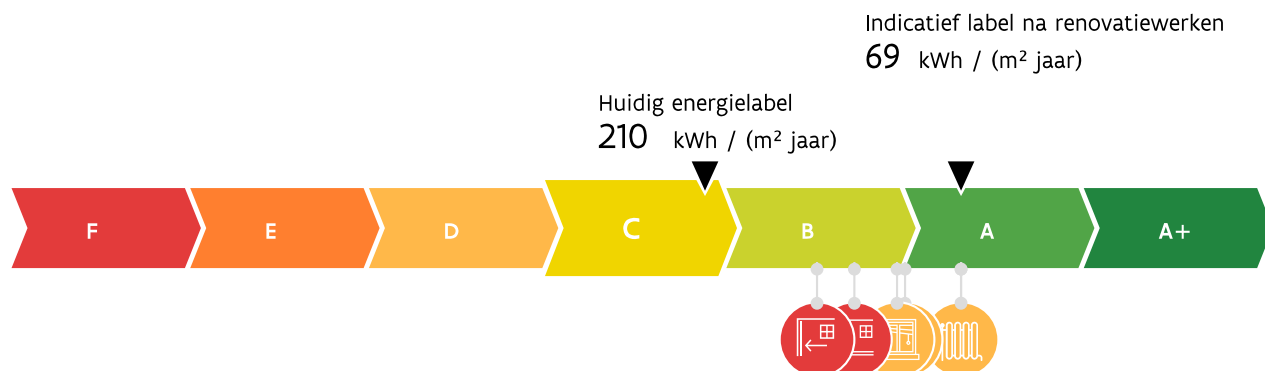 Indicatief label na renovatiewerken
69 kWh / (m² jaar)
Huidig energielabel
210 kWh / (m² jaar)
F E D C B A A+